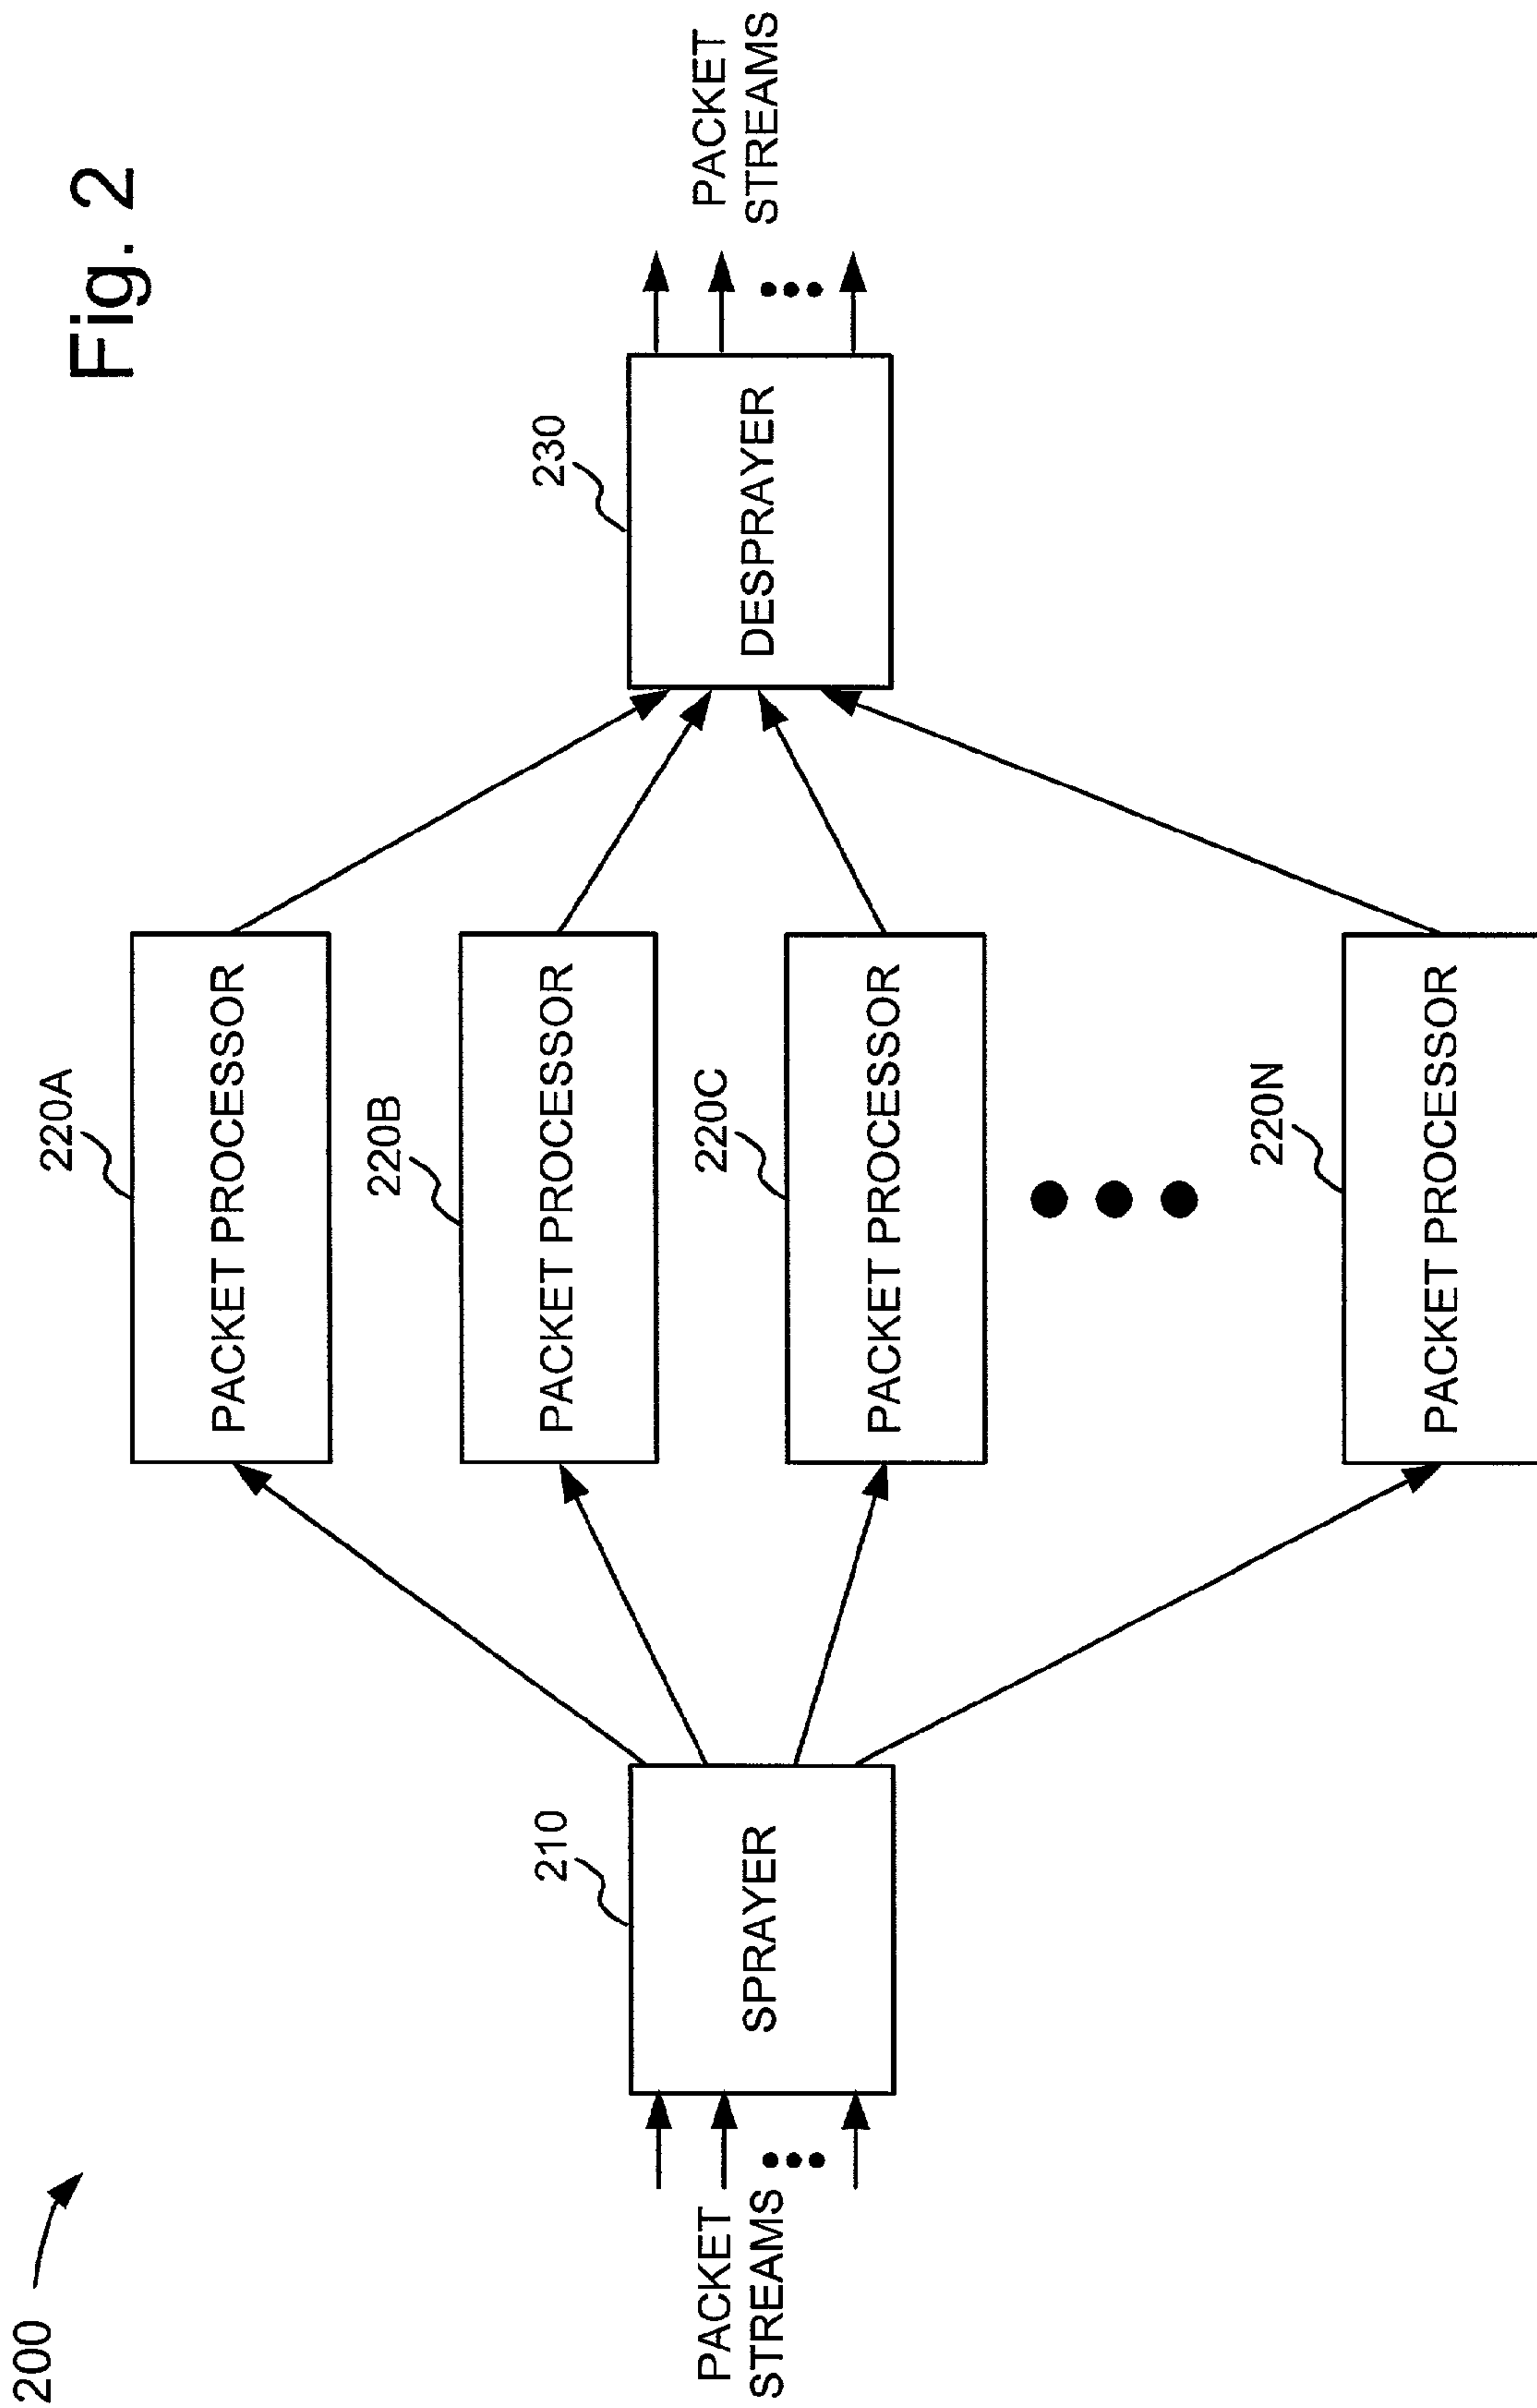 Fig. 2
200
PACKET
STREAMS
210
SPRAYER
220A
PACKET PROCESSOR
220B
PACKET PROCESSOR
220C
PACKET PROCESSOR
220N
PACKET PROCESSOR
230
DESPRAYER
PACKET
STREAMS